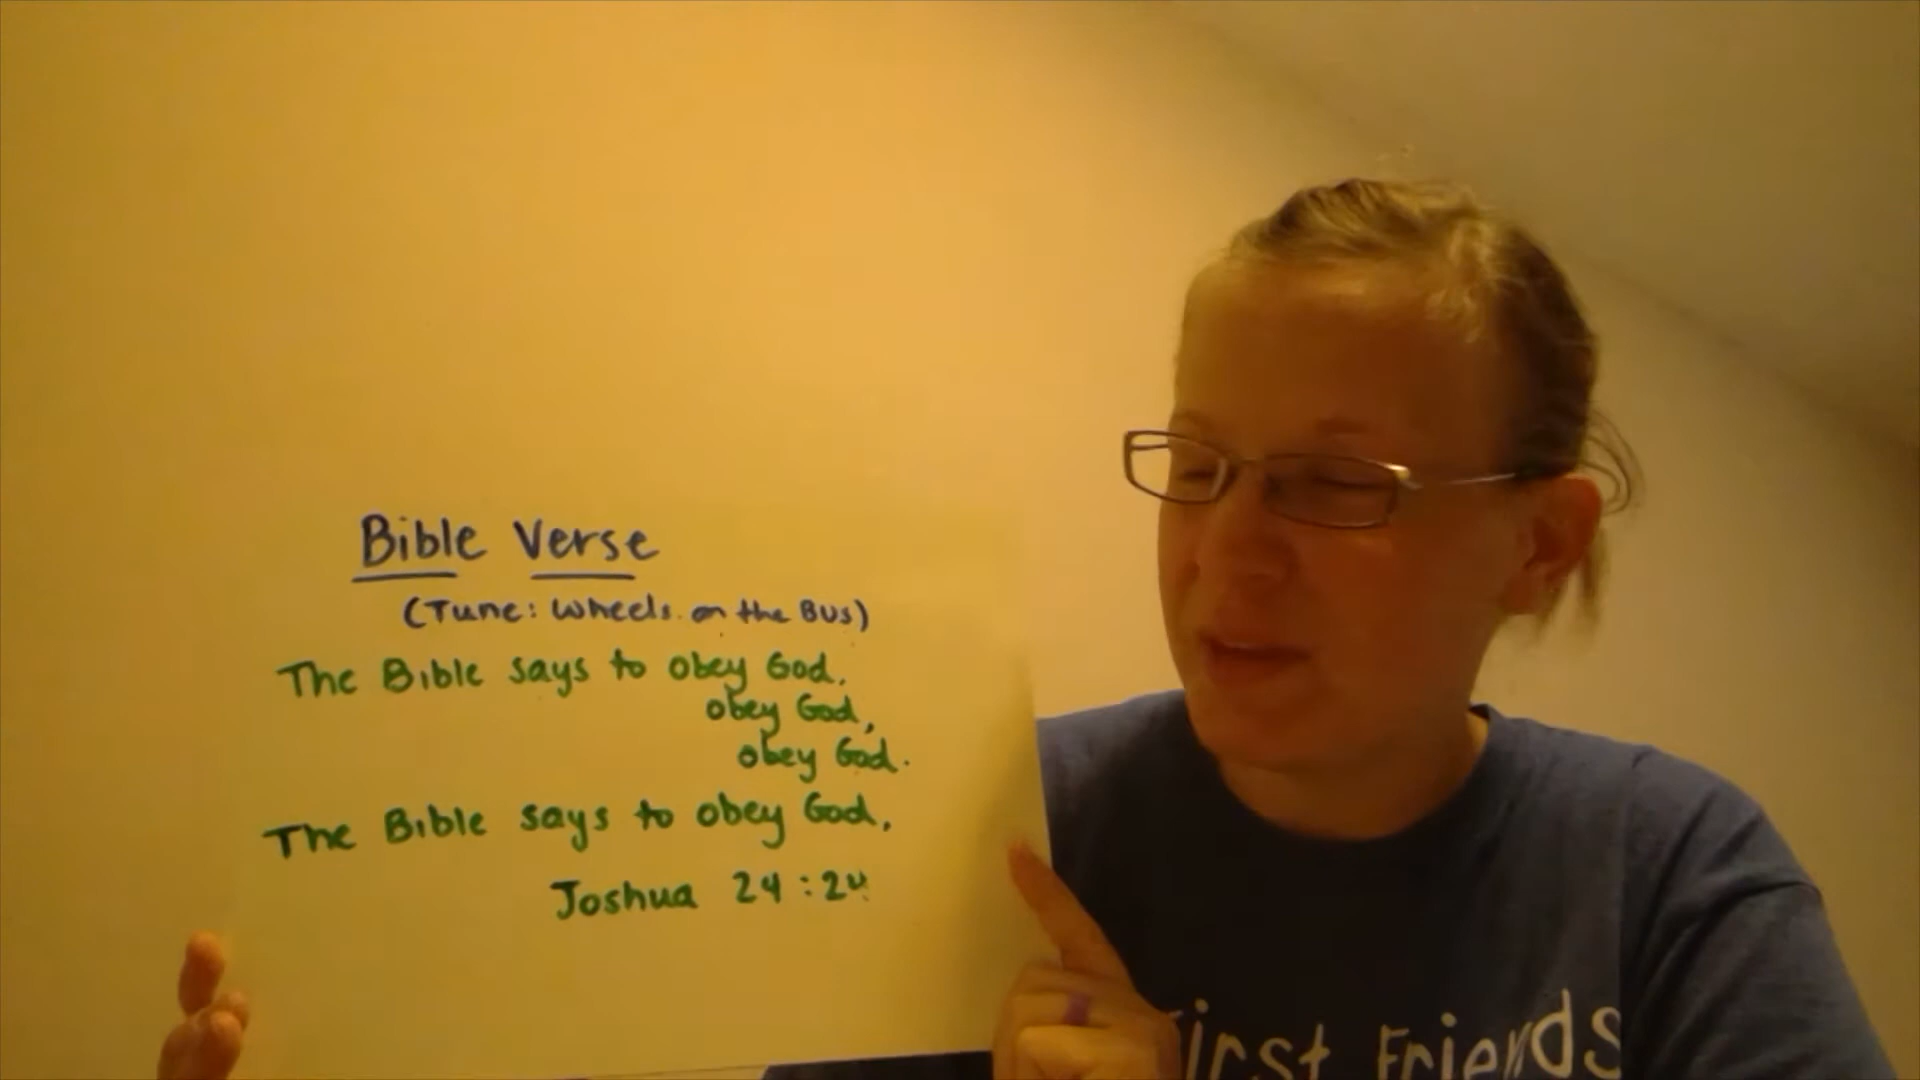 Bible Verse
(Tune: Wheels on the Bus)
The Bible says to obey God,
obey God,
obey God.
The Bible says to obey God,
Joshua 24:24
First Friends